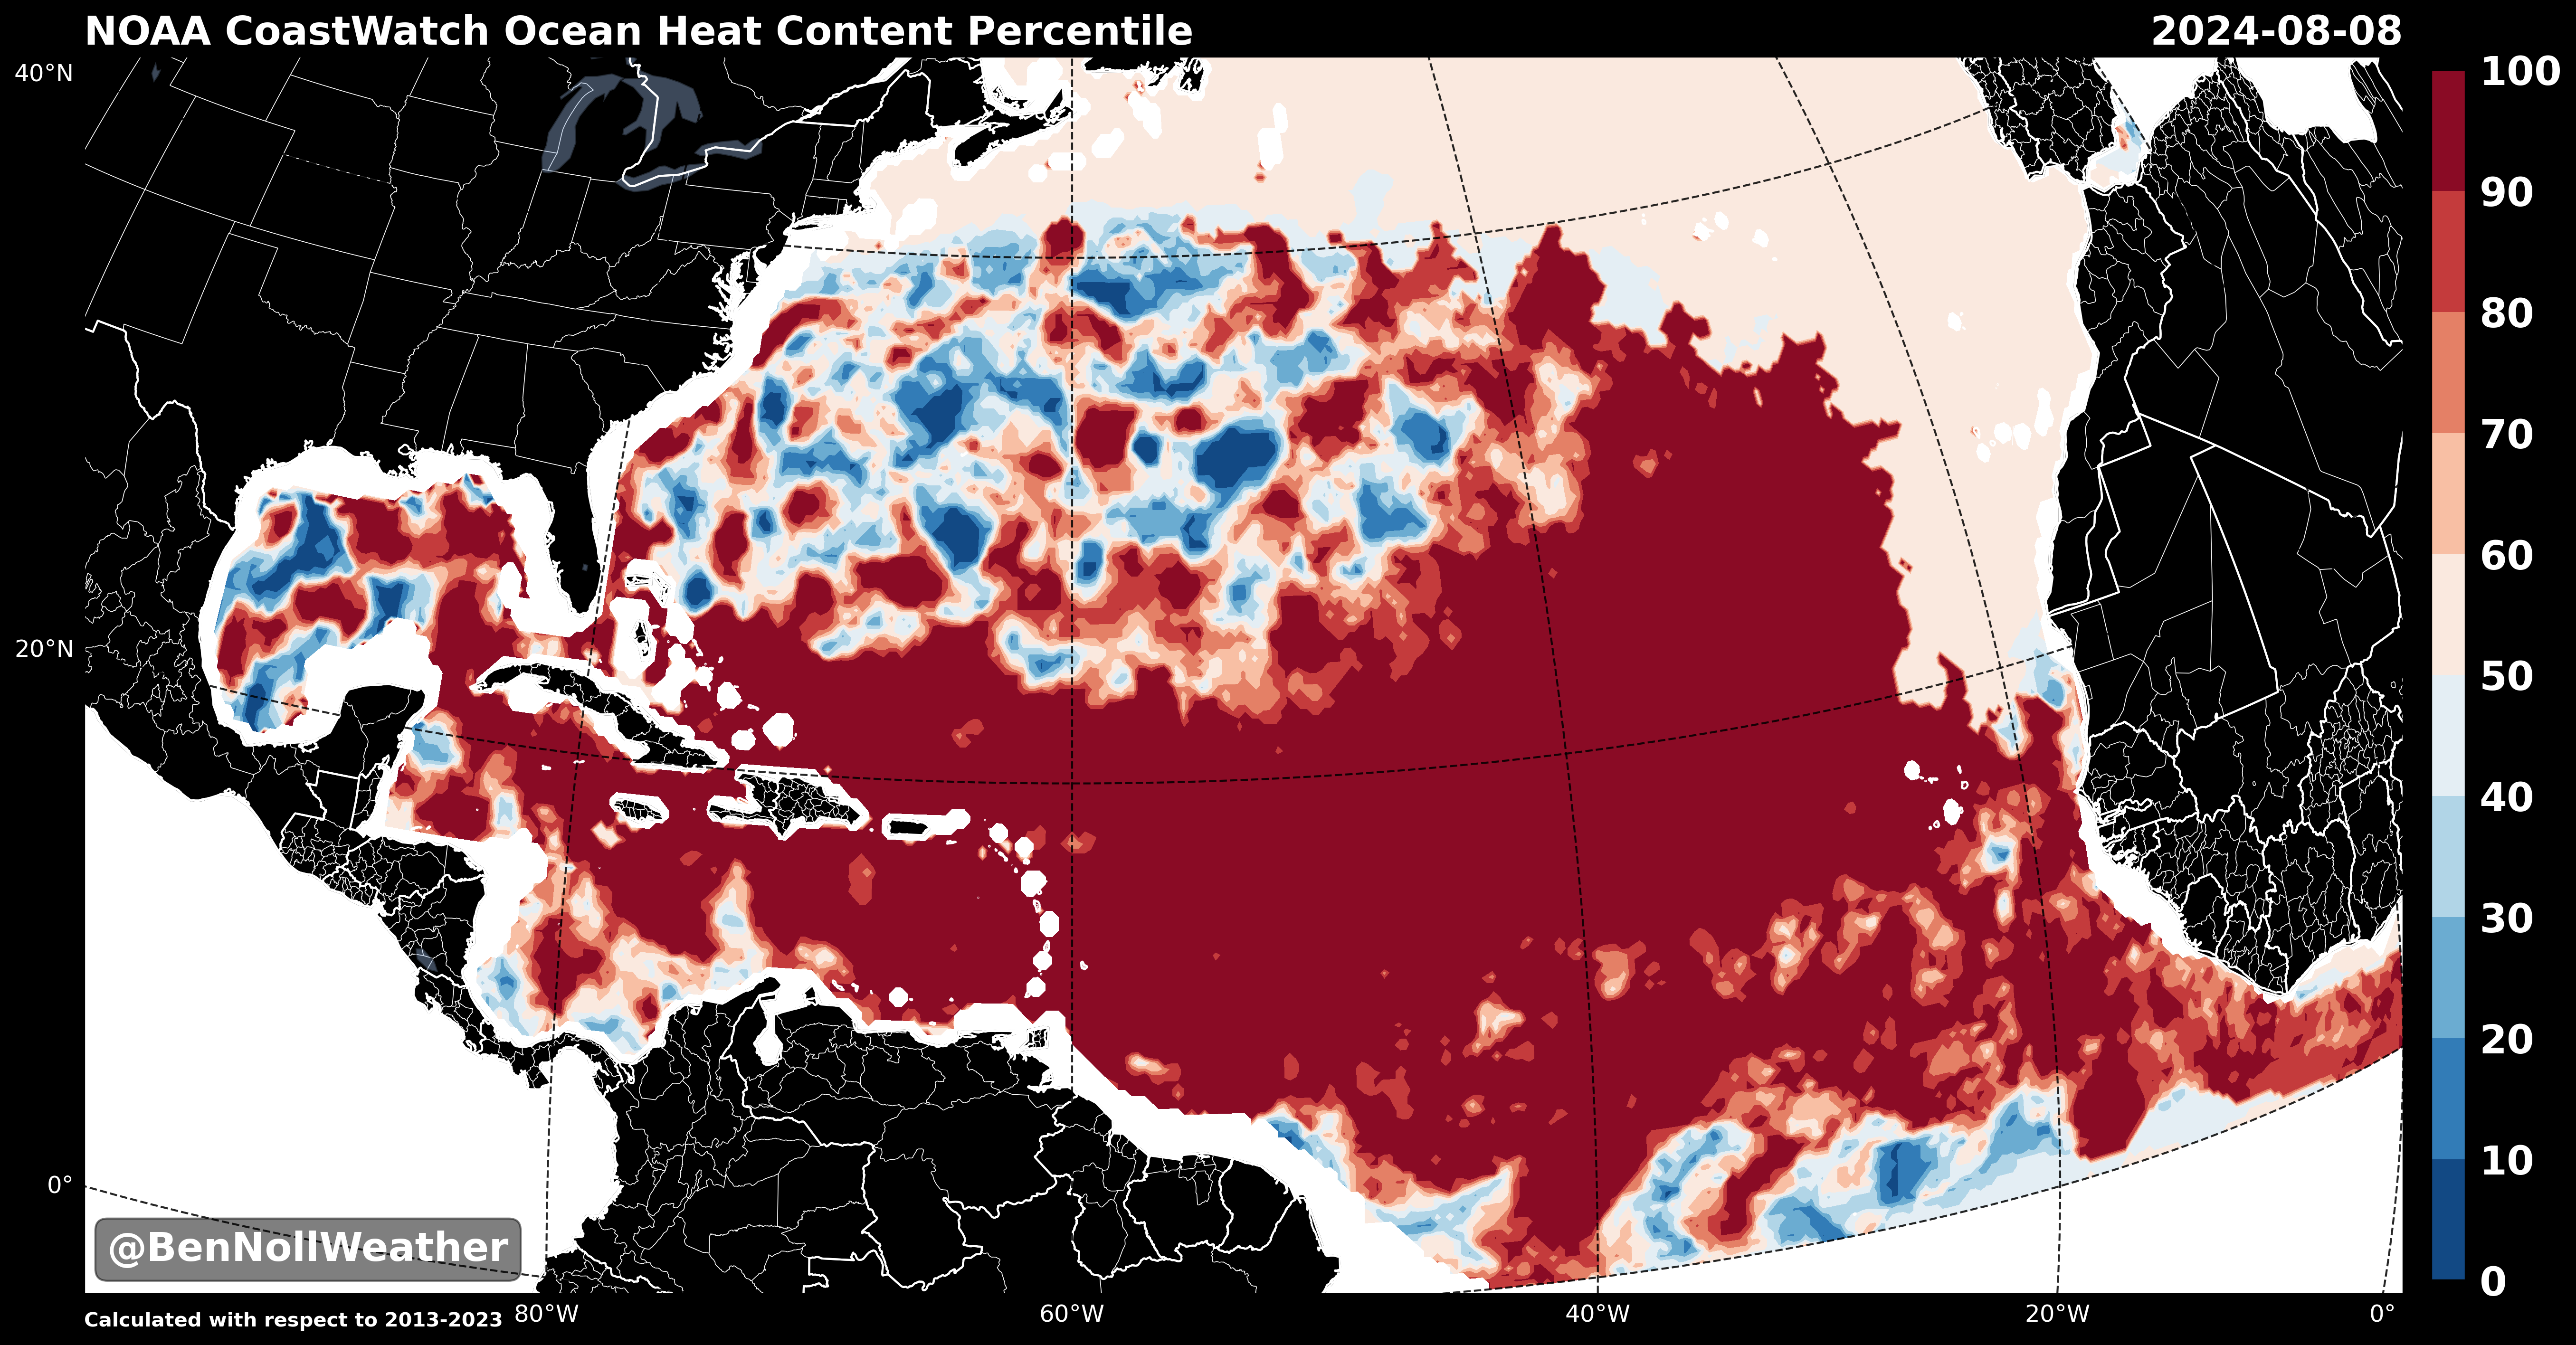 NOAA CoastWatch Ocean Heat Content Percentile
2024-08-08
40°N
20°N
0°
100
90
80
70
60
50
40
30
20
10
0
@BenNollWeather
Calculated with respect to 2013-2023
80°W
60°W
40°W
20°W
0°